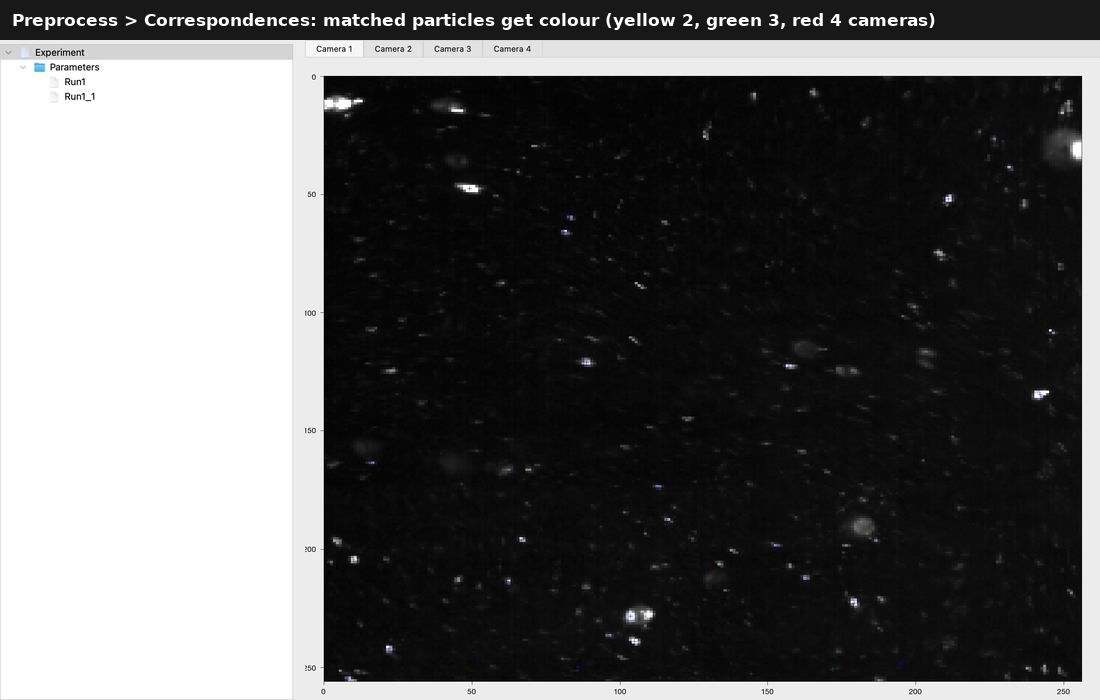 Preprocess > Correspondences: matched particles get colour (yellow 2, green 3, red 4 cameras)
Experiment
Parameters
Run1
Run1_1
Camera 1 Camera 2 Camera 3 Camera 4
0
50
100
150
200
250
0 50 100 150 200 250